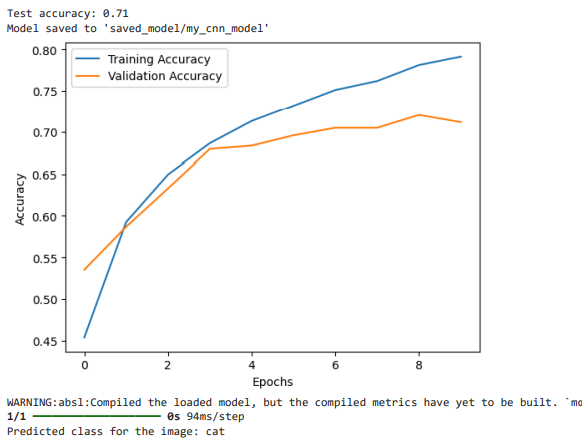 Test accuracy: 0.71
Model saved to 'saved_model/my_cnn_model'
Training Accuracy
Validation Accuracy
0.80
0.75
0.70
0.65
0.60
0.55
0.50
0.45
Accuracy
0 2 4 6 8
Epochs
WARNING:absl:Compiled the loaded model, but the compiled metrics have yet to be built. `mo
1/1 ━━━━━━━━━━━━━━━━━━━━ 0s 94ms/step
Predicted class for the image: cat